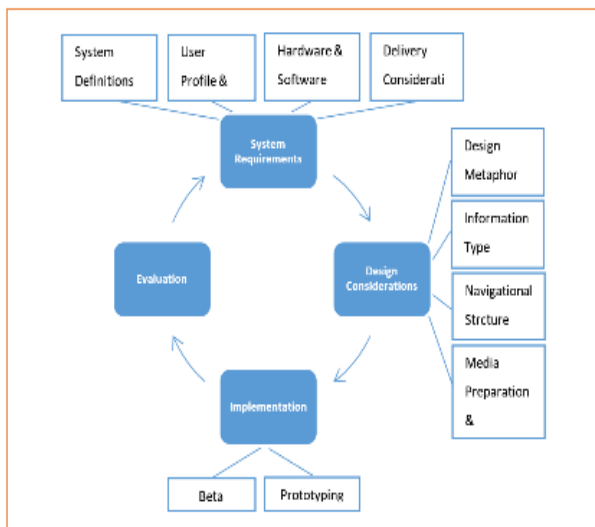 System
Definitions
User
Profile &
Hardware &
Software
Delivery
Considerati
System
Requirements
Design
Metaphor
Information
Type
Evaluation
Design
Considerations
Navigational
Strcture
Media
Preparation
&
Implementation
Beta
Prototyping